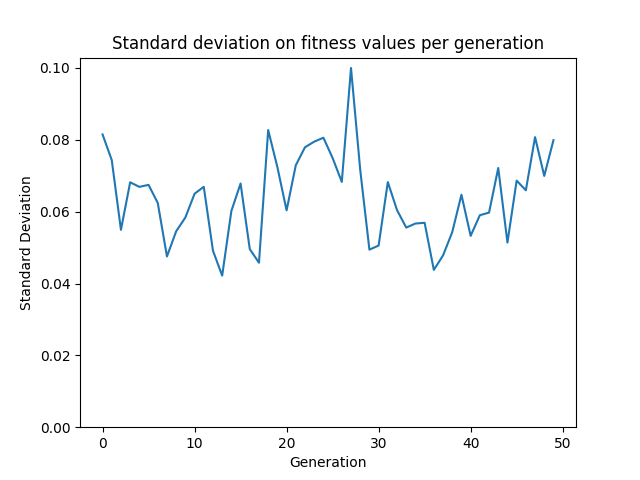 Standard deviation on fitness values per generation
0.10
0.08
0.06
0.04
0.02
0.00
Standard Deviation
0 10 20 30 40 50
Generation